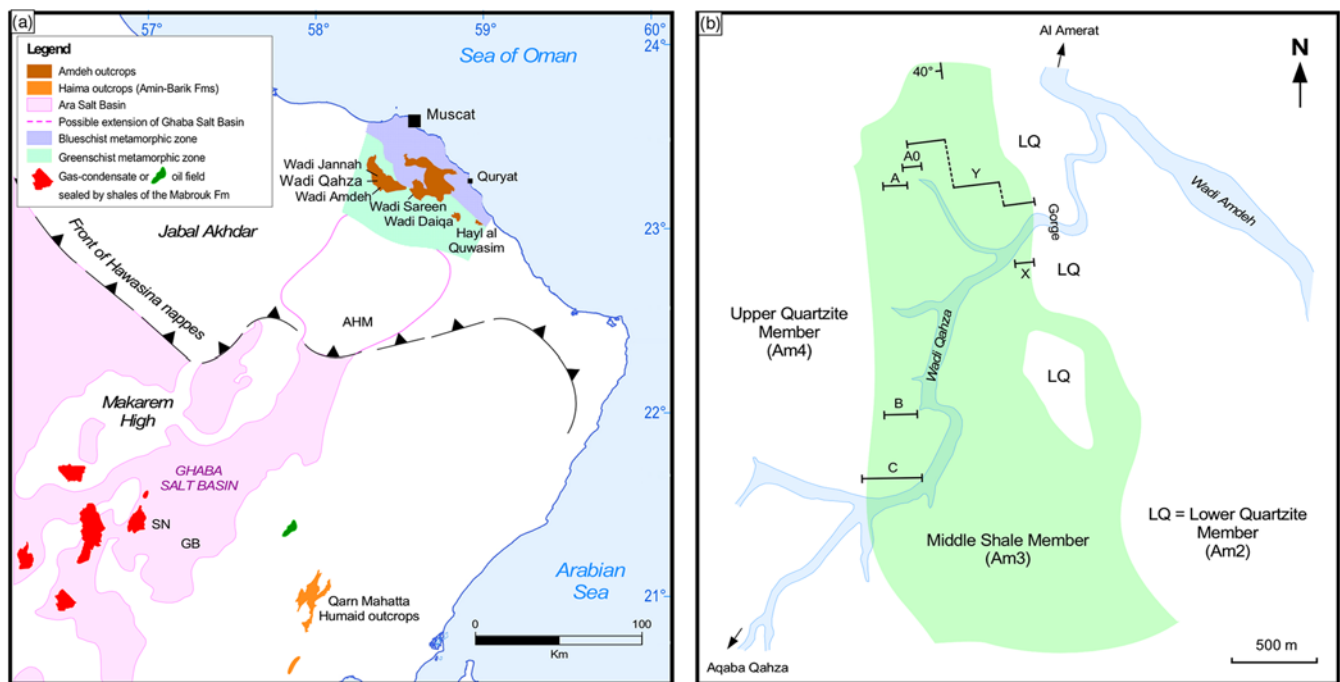 (a)
57°
58°
59°
60°
24°
Legend
Amdeh outcrops
Haima outcrops (Amin-Barik Fms)
Ara Salt Basin
Possible extension of Ghaba Salt Basin
Blueschist metamorphic zone
Greenschist metamorphic zone
Gas-condensate or oil field
sealed by shales of the Mabrouk Fm
Sea of Oman
Muscat
Wadi Jannah
Wadi Qahza
Wadi Amdeh
Quryat
Wadi Sareen
Wadi Daiqa
Hayl al
Quwasim
23°
Jabal Akhdar
Front of Hawasina nappes
AHM
22°
Makarem
High
GHABA
SALT BASIN
SN
GB
Arabian
Sea
21°
Qarn Mahatta
Humaid outcrops
0
100
Km
(b)
Al Amerat
N
40°
LQ
A0
A
Y
Gorge
Wadi Amdeh
X
LQ
Upper Quartzite
Member
(Am4)
Wadi Qahza
LQ
B
C
Middle Shale Member
(Am3)
LQ = Lower Quartzite
Member
(Am2)
Aqaba Qahza
500 m